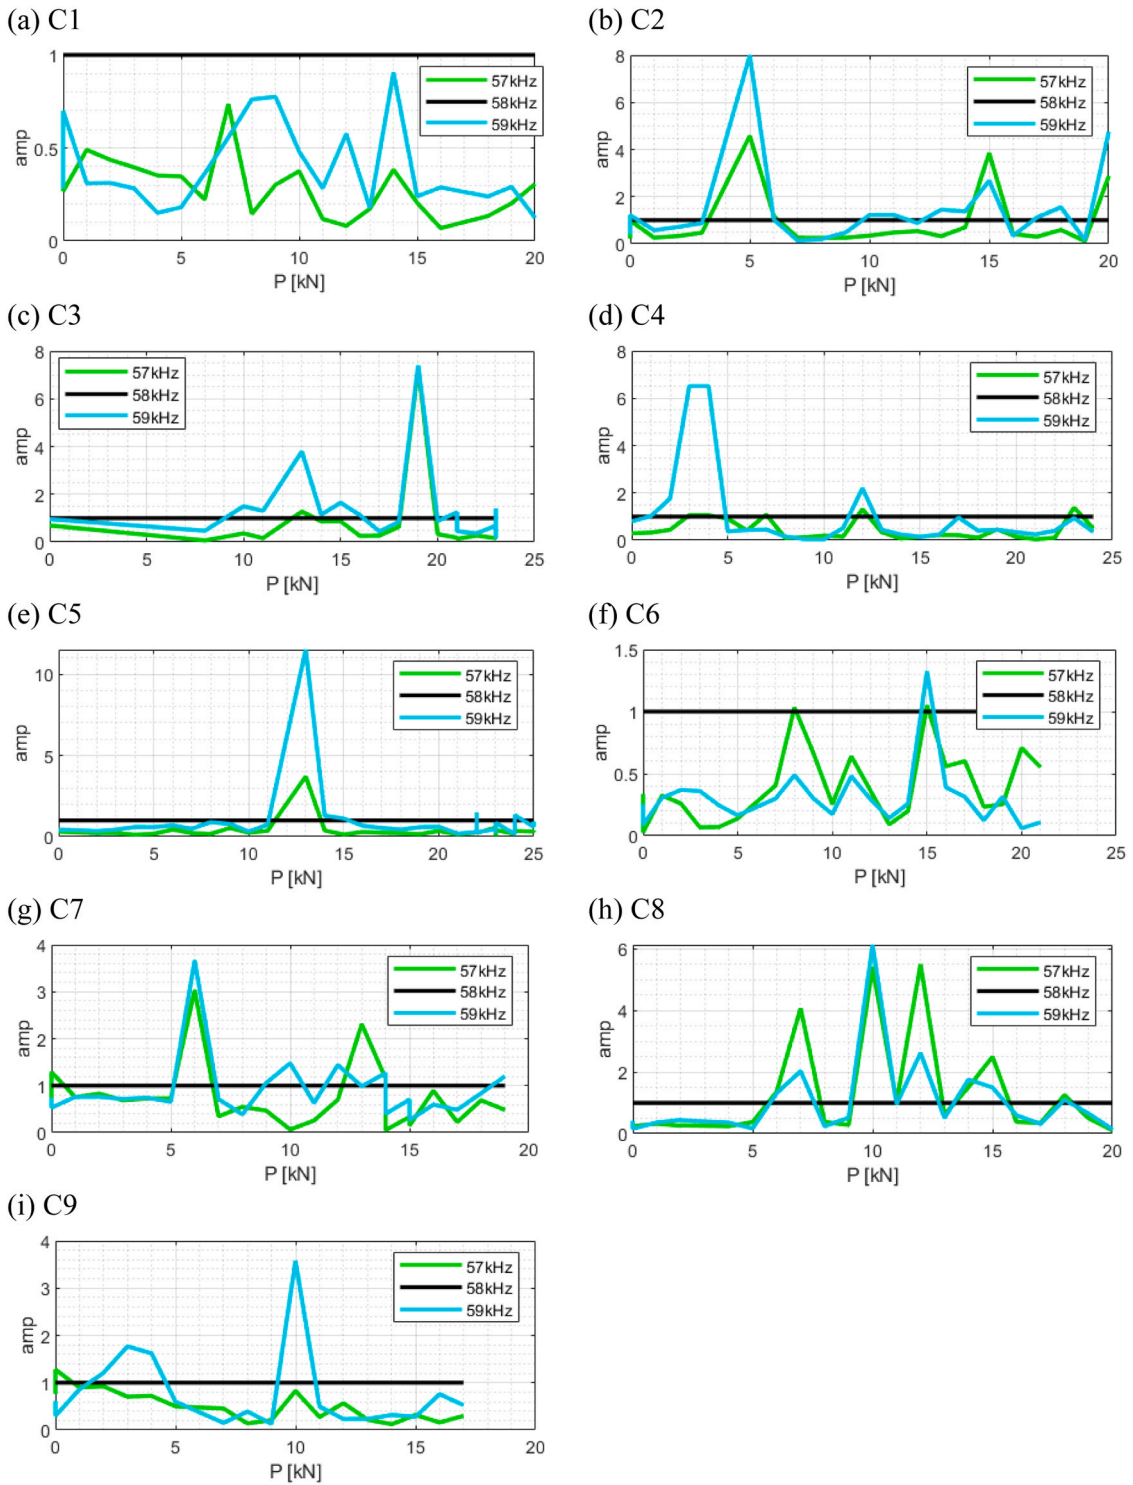 (a) C1
1
0.5
0
amp
57kHz
58kHz
59kHz
0 5 10 15 20
P [kN]
(b) C2
8
6
4
2
0
amp
57kHz
58kHz
59kHz
0 5 10 15 20
P [kN]
(c) C3
8
6
4
2
0
amp
57kHz
58kHz
59kHz
0 5 10 15 20 25
P [kN]
(d) C4
8
6
4
2
0
amp
57kHz
58kHz
59kHz
0 5 10 15 20 25
P [kN]
(e) C5
10
5
1
0
amp
57kHz
58kHz
59kHz
0 5 10 15 20 25
P [kN]
(f) C6
1.5
1
0.5
0
amp
57kHz
58kHz
59kHz
0 5 10 15 20 25
P [kN]
(g) C7
4
3
2
1
0
amp
57kHz
58kHz
59kHz
0 5 10 15 20
P [kN]
(h) C8
6
4
2
1
0
amp
57kHz
58kHz
59kHz
0 5 10 15 20
P [kN]
(i) C9
4
3
2
1
0
amp
57kHz
58kHz
59kHz
0 5 10 15 20
P [kN]